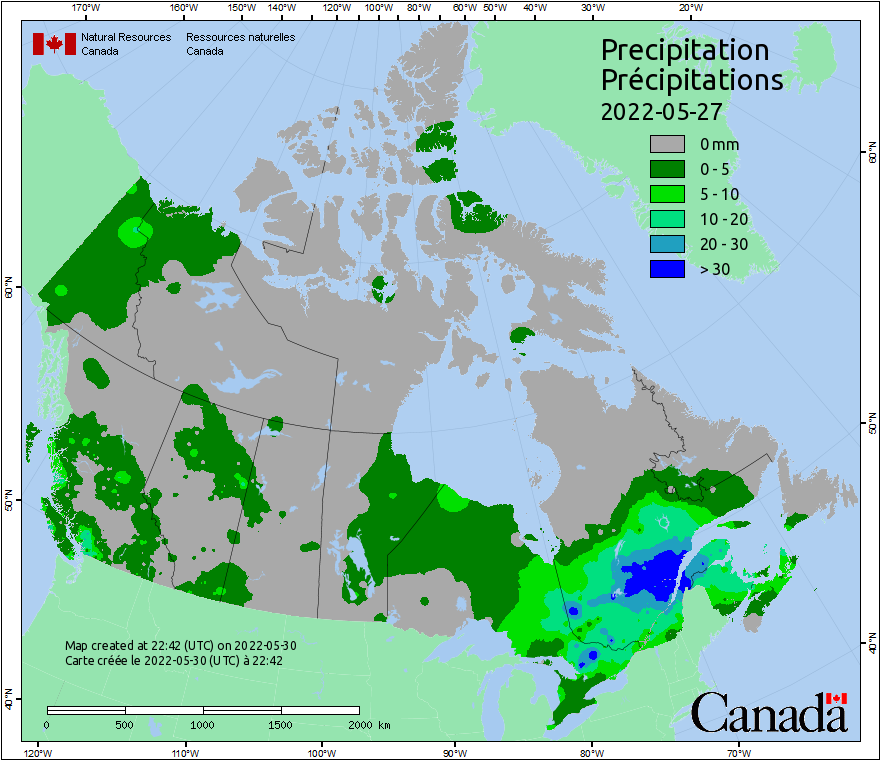 170°W 160°W 150°W 140°W 120°W 100°W 80°W 60°W 50°W 40°W 30°W 20°W
Natural Resources Ressources naturelles
Canada Canada
Precipitation
Précipitations
2022-05-27
0 mm
0 - 5
5 - 10
10 - 20
20 - 30
> 30
60°N 60°N
50°N 50°N
40°N 40°N
Map created at 22:42 (UTC) on 2022-05-30
Carte créée le 2022-05-30 (UTC) à 22:42
0 500 1000 1500 2000 km
Canada
120°W 110°W 100°W 90°W 80°W 70°W